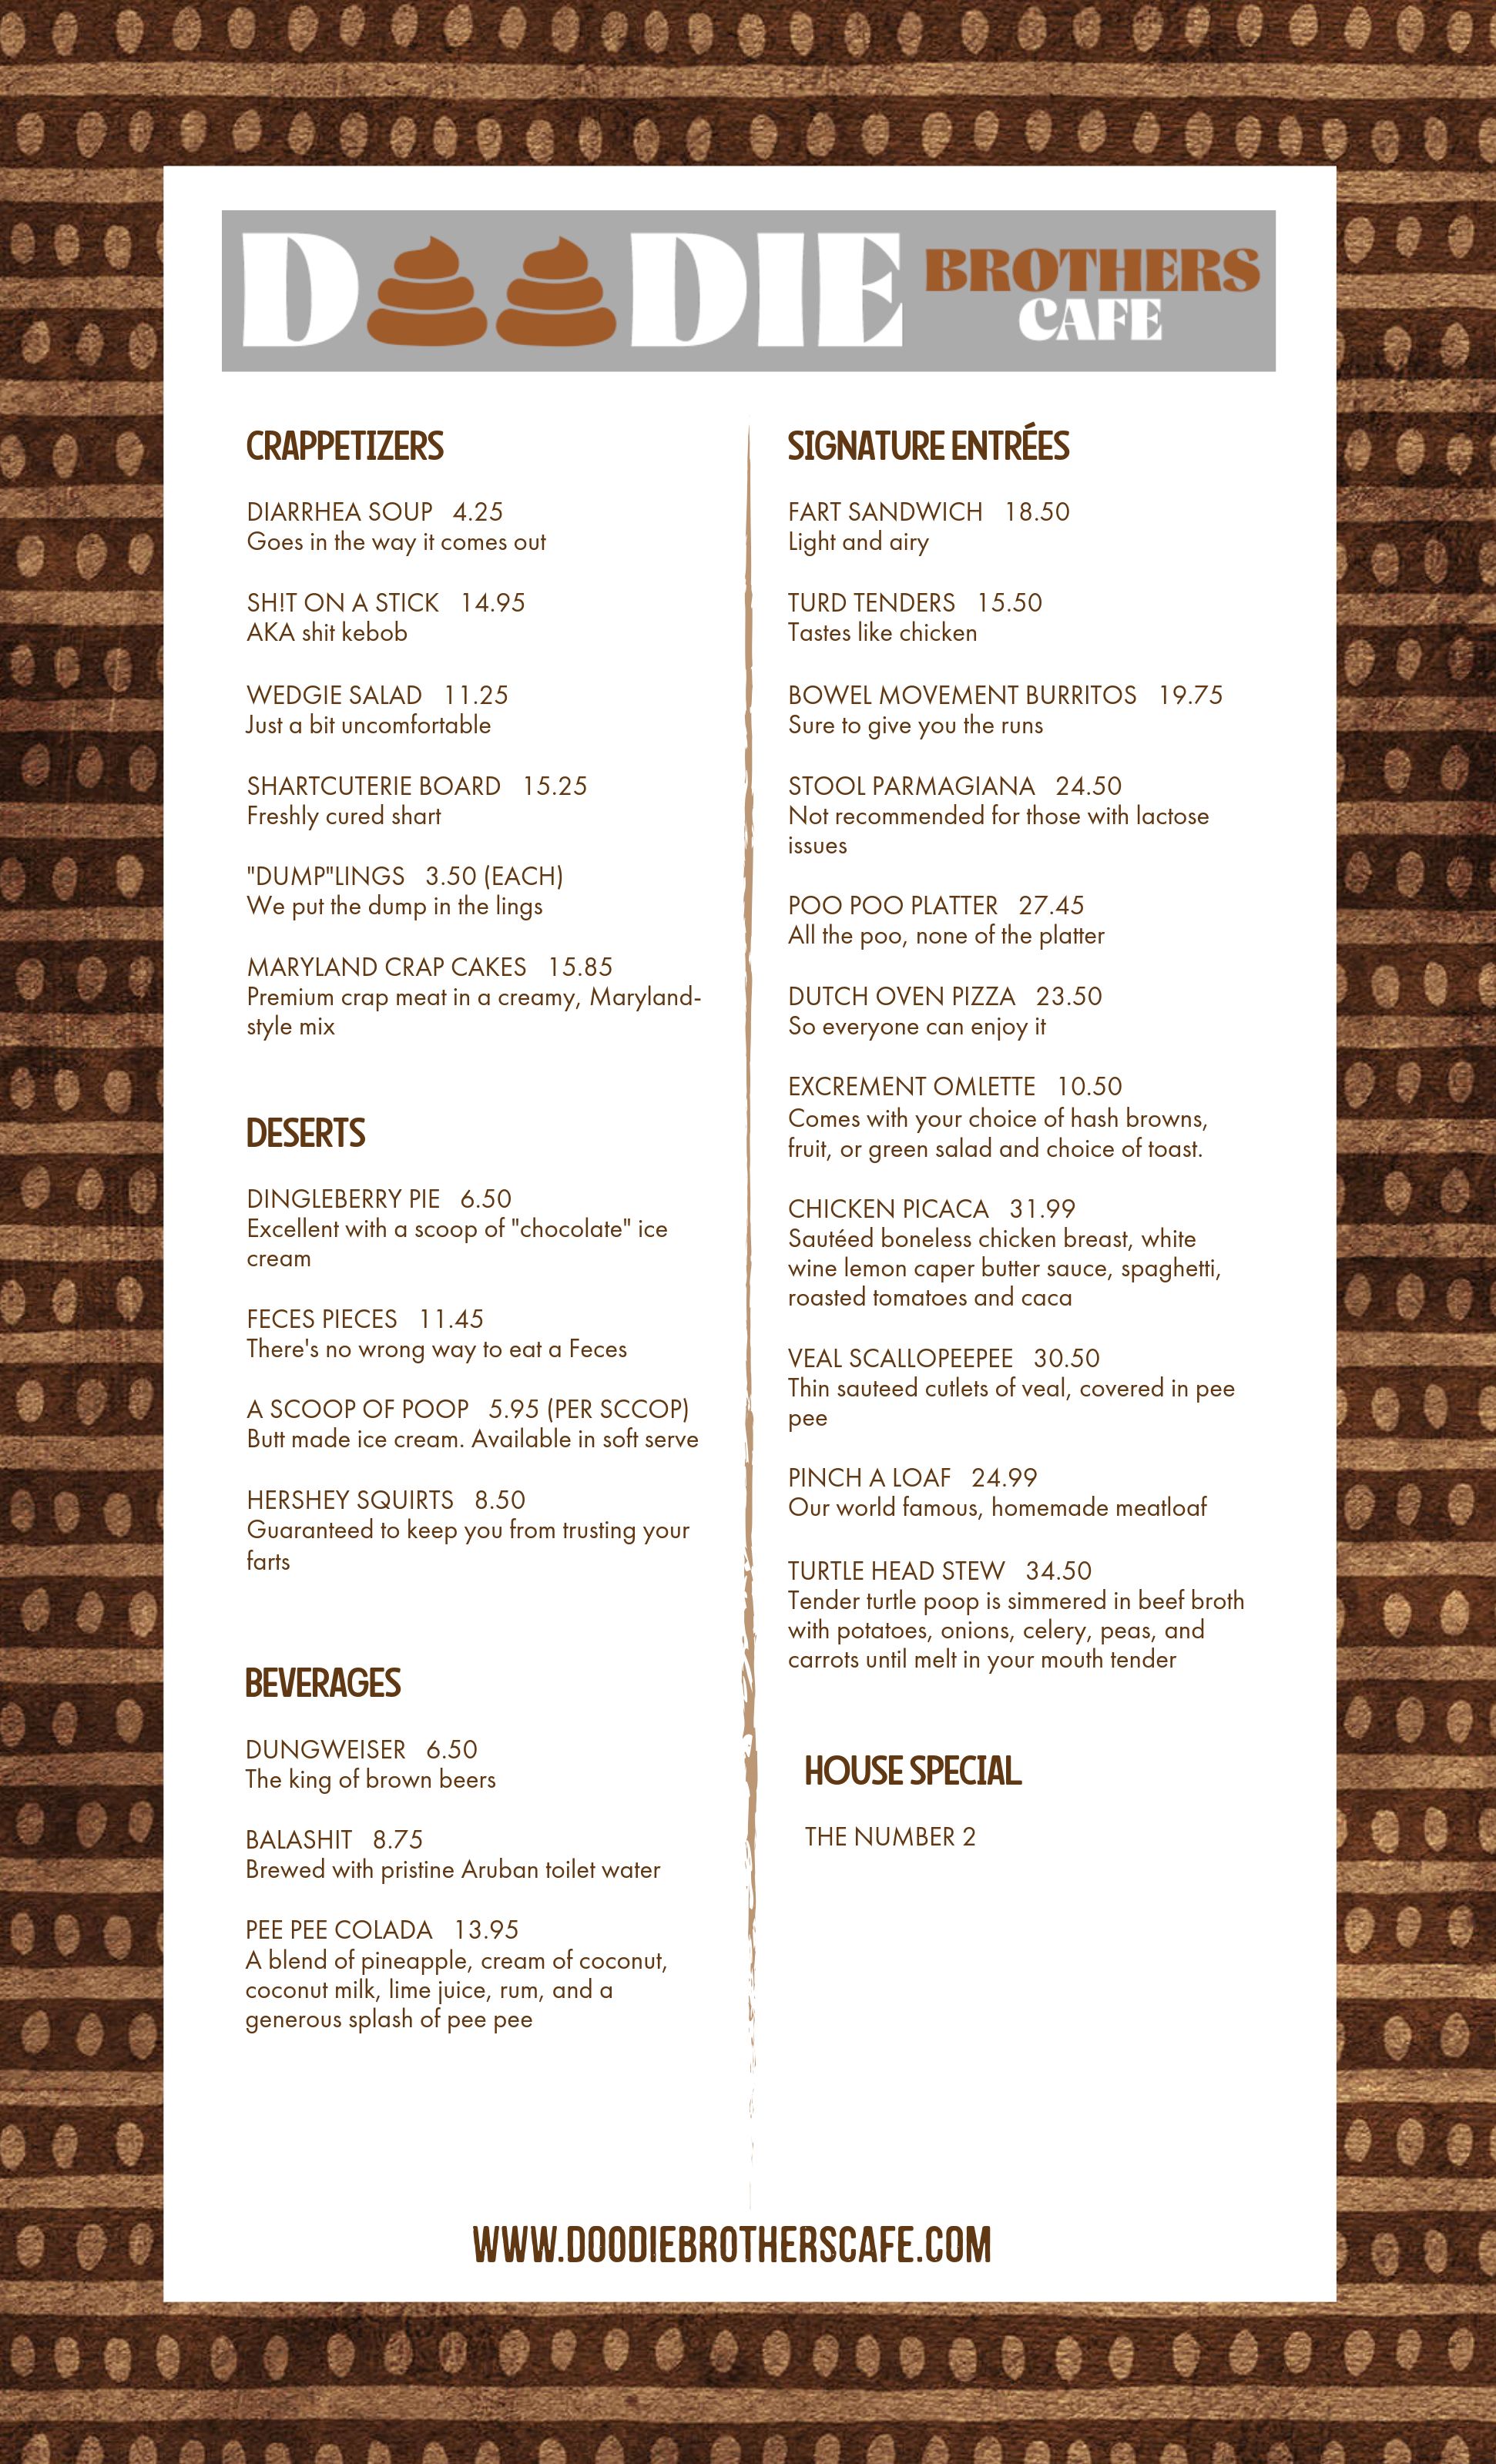 DOODIE BROTHERS
CAFE
CRAPPETIZERS
DIARRHEA SOUP 4.25
Goes in the way it comes out
SH!T ON A STICK 14.95
AKA shit kebob
WEDGIE SALAD 11.25
Just a bit uncomfortable
SHARTCUTERIE BOARD 15.25
Freshly cured shart
"DUMP"LINGS 3.50 (EACH)
We put the dump in the lings
MARYLAND CRAP CAKES 15.85
Premium crap meat in a creamy, Maryland-
style mix
DESERTS
DINGLEBERRY PIE 6.50
Excellent with a scoop of "chocolate" ice
cream
FECES PIECES 11.45
There's no wrong way to eat a Feces
A SCOOP OF POOP 5.95 (PER SCCOP)
Butt made ice cream. Available in soft serve
HERSHEY SQUIRTS 8.50
Guaranteed to keep you from trusting your
farts
BEVERAGES
DUNGWEISER 6.50
The king of brown beers
BALASHIT 8.75
Brewed with pristine Aruban toilet water
PEE PEE COLADA 13.95
A blend of pineapple, cream of coconut,
coconut milk, lime juice, rum, and a
generous splash of pee pee
SIGNATURE ENTRÉES
FART SANDWICH 18.50
Light and airy
TURD TENDERS 15.50
Tastes like chicken
BOWEL MOVEMENT BURRITOS 19.75
Sure to give you the runs
STOOL PARMAGIANA 24.50
Not recommended for those with lactose
issues
POO POO PLATTER 27.45
All the poo, none of the platter
DUTCH OVEN PIZZA 23.50
So everyone can enjoy it
EXCREMENT OMLETTE 10.50
Comes with your choice of hash browns,
fruit, or green salad and choice of toast.
CHICKEN PICACA 31.99
Sautéed boneless chicken breast, white
wine lemon caper butter sauce, spaghetti,
roasted tomatoes and caca
VEAL SCALLOPEEPEE 30.50
Thin sauteed cutlets of veal, covered in pee
pee
PINCH A LOAF 24.99
Our world famous, homemade meatloaf
TURTLE HEAD STEW 34.50
Tender turtle poop is simmered in beef broth
with potatoes, onions, celery, peas, and
carrots until melt in your mouth tender
HOUSE SPECIAL
THE NUMBER 2
WWW.DOODIEBROTHERSCAFE.COM